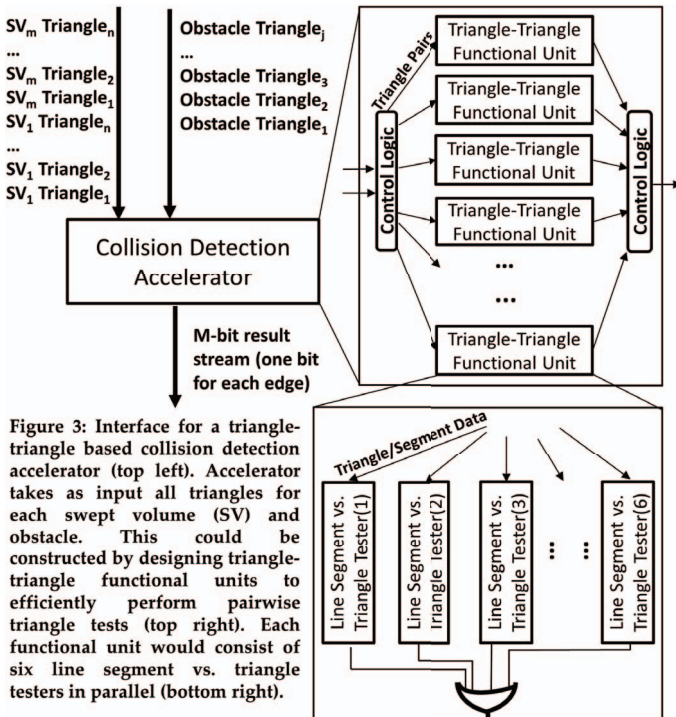 SVm Trianglen
...
SVm Triangle2
SVm Triangle1
SV1 Trianglen
...
SV1 Triangle2
SV1 Triangle1
Obstacle Trianglej
...
Obstacle Triangle3
Obstacle Triangle2
Obstacle Triangle1
Collision Detection
Accelerator
M-bit result
stream (one bit
for each edge)
Triangle Pairs
Control Logic
Triangle-Triangle
Functional Unit
Triangle-Triangle
Functional Unit
Triangle-Triangle
Functional Unit
Triangle-Triangle
Functional Unit
...
...
Triangle-Triangle
Functional Unit
Control Logic
Figure 3: Interface for a triangle-
triangle based collision detection
accelerator (top left). Accelerator
takes as input all triangles for
each swept volume (SV) and
obstacle. This could be
constructed by designing triangle-
triangle functional units to
efficiently perform pairwise
triangle tests (top right). Each
functional unit would consist of
six line segment vs. triangle
testers in parallel (bottom right).
Triangle/Segment Data
Line Segment vs.
Triangle Tester(1)
Line Segment vs.
Triangle Tester(2)
Line Segment vs.
Triangle Tester(3)
...
...
Line Segment vs.
Triangle Tester(6)